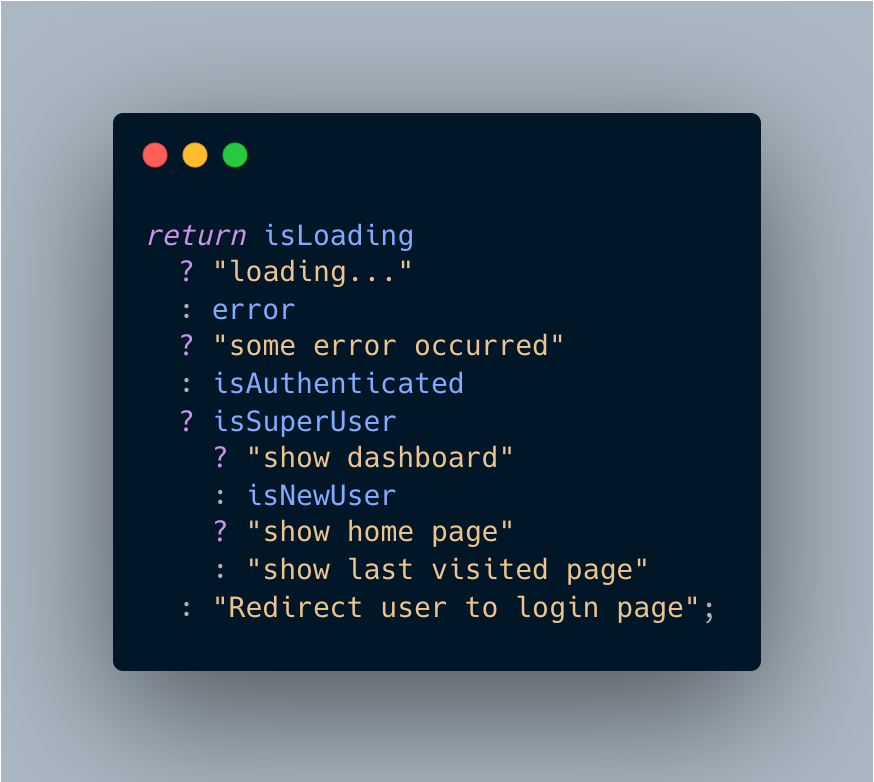 return isLoading
  ? "loading..."
  : error
  ? "some error occurred"
  : isAuthenticated
  ? isSuperUser
    ? "show dashboard"
    : isNewUser
    ? "show home page"
    : "show last visited page"
  : "Redirect user to login page";